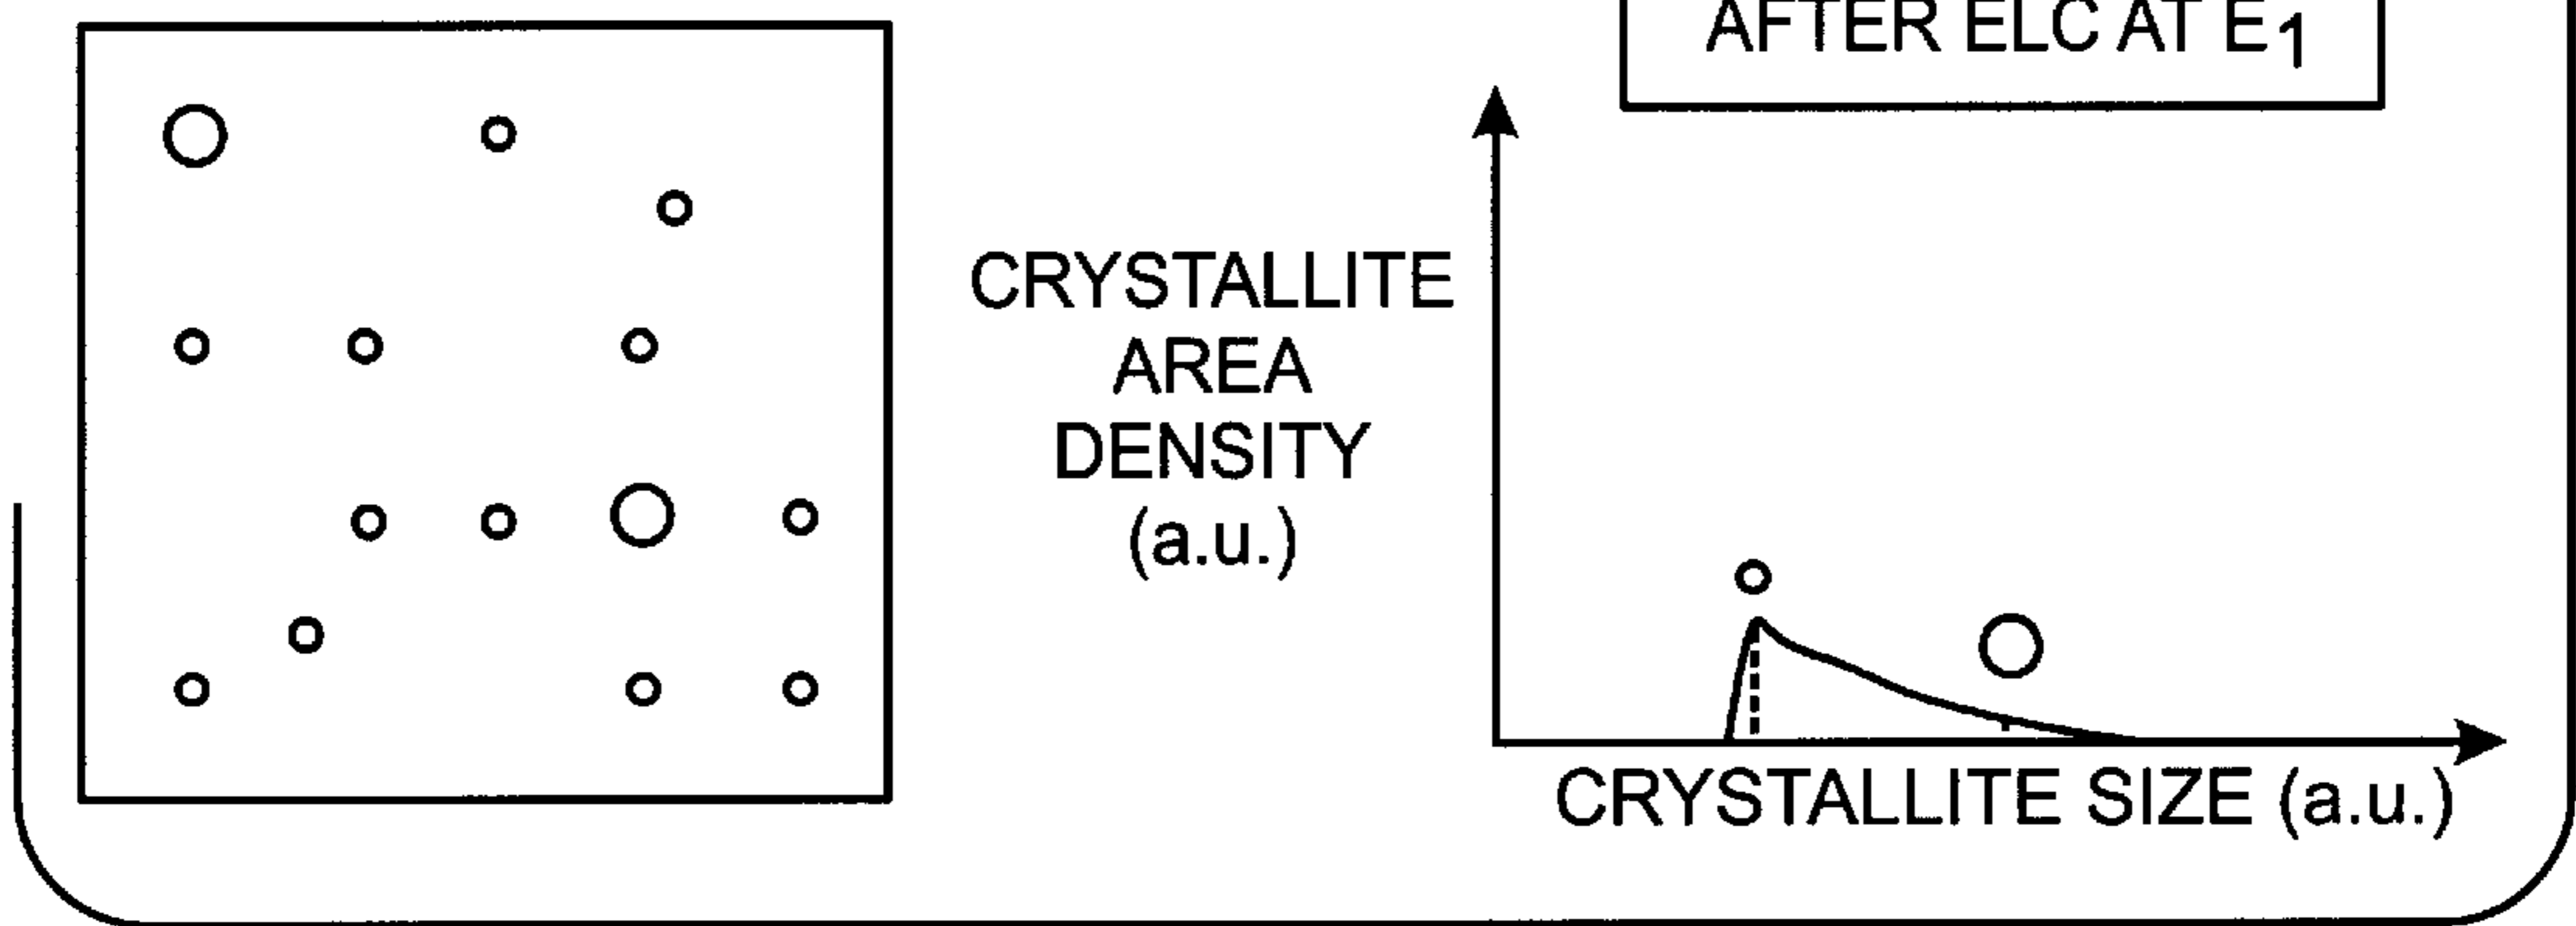 AFTER ELC AT E1
CRYSTALLITE
AREA
DENSITY
(a.u.)
CRYSTALLITE SIZE (a.u.)